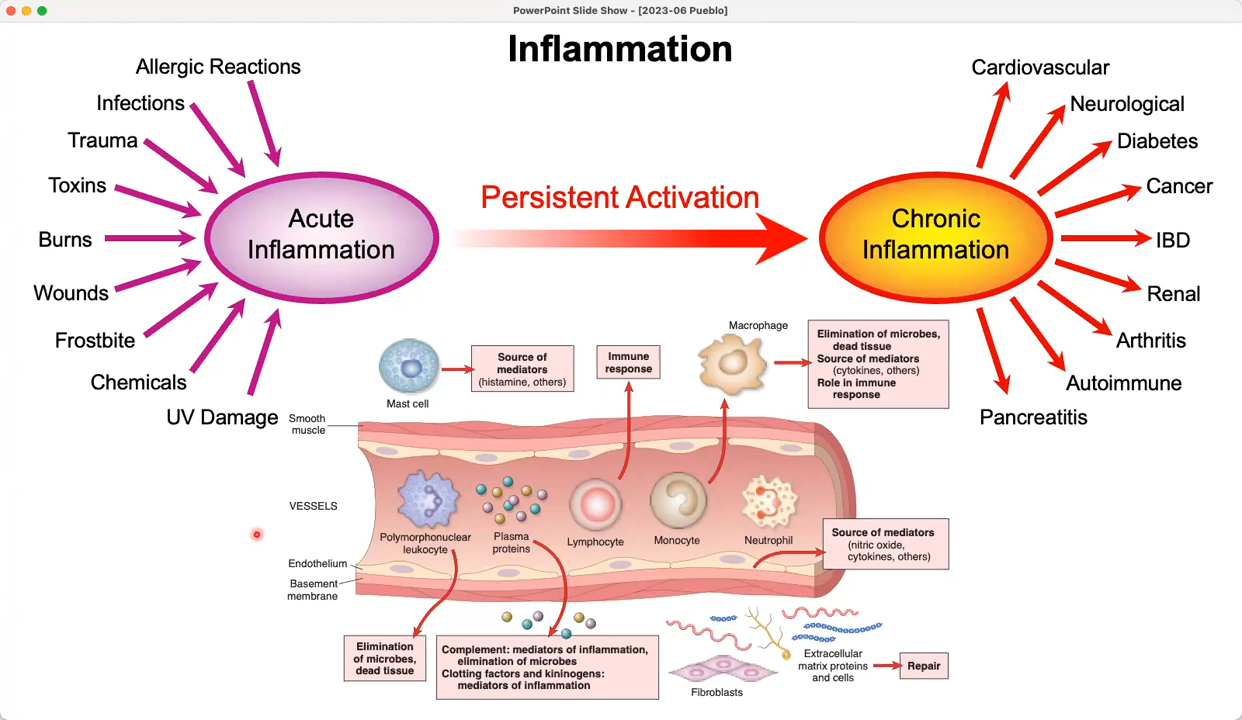 PowerPoint Slide Show - [2023-06 Pueblo]
Inflammation
Allergic Reactions
Infections
Trauma
Toxins
Burns
Wounds
Frostbite
Chemicals
UV Damage
Acute
Inflammation
Persistent Activation
Chronic
Inflammation
Cardiovascular
Neurological
Diabetes
Cancer
IBD
Renal
Arthritis
Autoimmune
Pancreatitis
Mast cell
Source of
mediators
(histamine, others)
Immune
response
Macrophage
Elimination of microbes,
dead tissue
Source of mediators
(cytokines, others)
Role in immune
response
Smooth
muscle
VESSELS
Endothelium
Basement
membrane
Polymorphonuclear
leukocyte
Plasma
proteins
Lymphocyte
Monocyte
Neutrophil
Source of mediators
(nitric oxide,
cytokines, others)
Elimination
of microbes,
dead tissue
Complement: mediators of inflammation,
elimination of microbes
Clotting factors and kininogens:
mediators of inflammation
Fibroblasts
Extracellular
matrix proteins
and cells
Repair